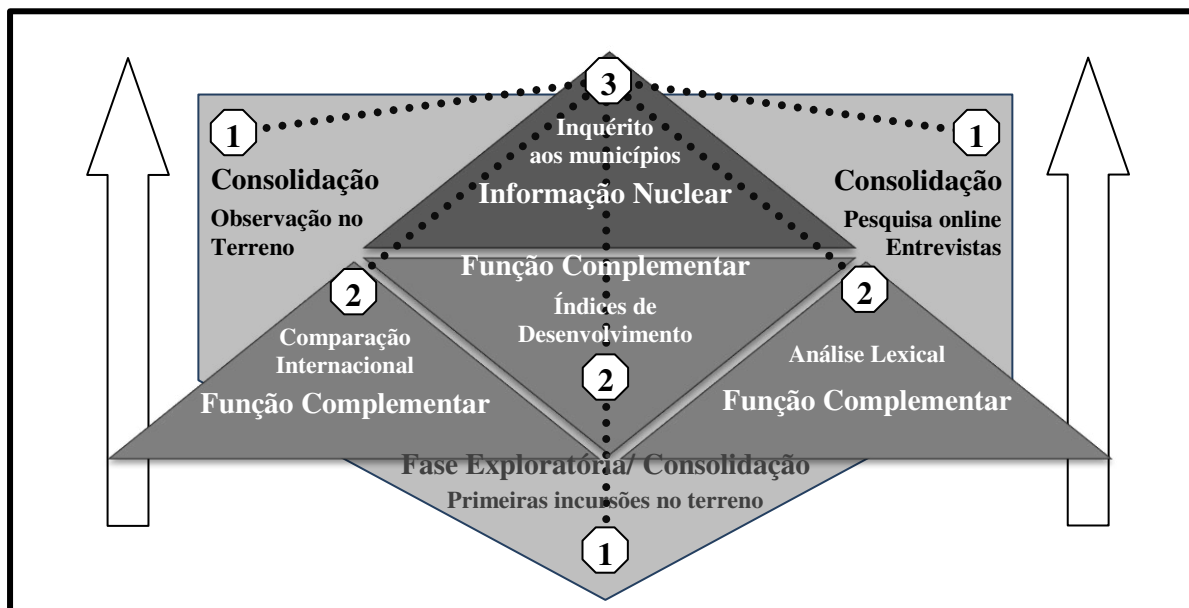 3
1
1
Inquérito
aos municípios
Informação Nuclear
Consolidação
Observação no
Terreno
Consolidação
Pesquisa online
Entrevistas
Função Complementar
Índices de
Desenvolvimento
2
2
Comparação
Internacional
Função Complementar
2
Análise Lexical
Função Complementar
Fase Exploratória/ Consolidação
Primeiras incursões no terreno
1